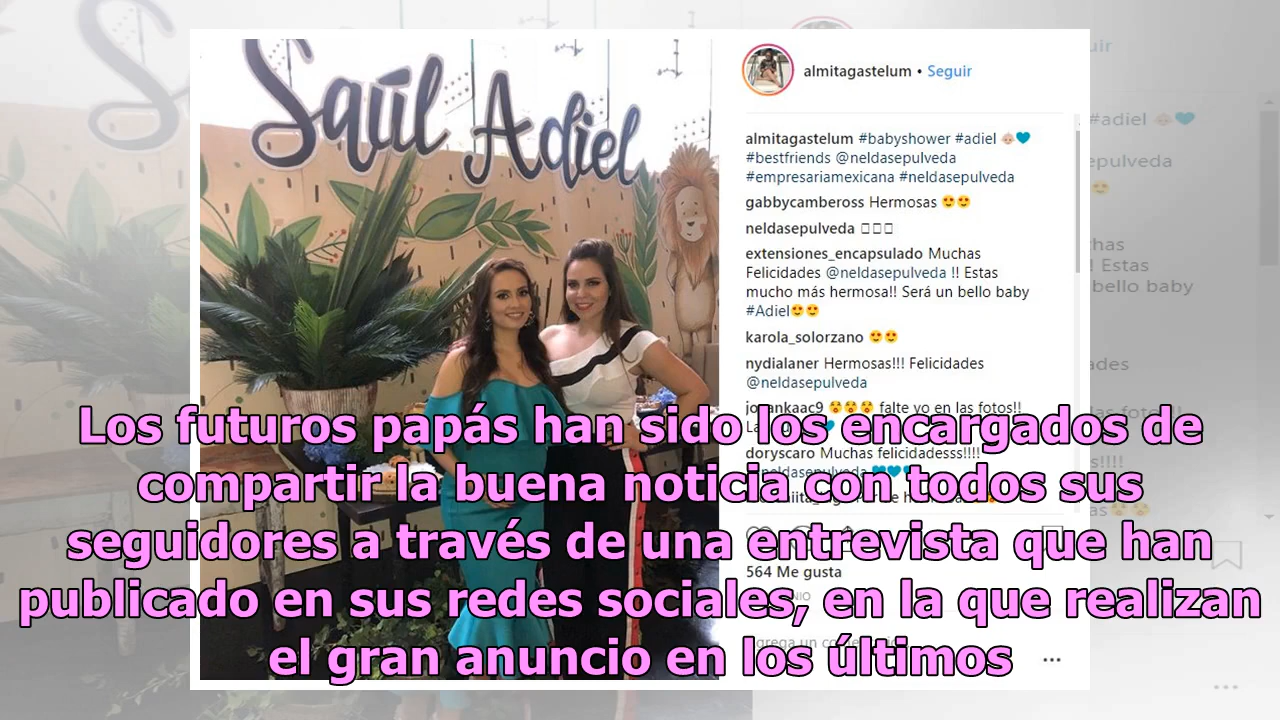 Saúl Adiel
almitagastelum • Seguir
almitagastelum #babyshower #adiel 👶🏻💙
#bestfriends @neldasepulveda
#empresariamexicana #neldasepulveda
gabbycambeross Hermosas 😍😍
neldasepulveda
extensiones_encapsulado Muchas
Felicidades @neldasepulveda !! Estas
mucho más hermosa!! Será un bello baby
#Adiel😍😍
karola_solorzano 😍😍
nydialaner Hermosas!!! Felicidades
@neldasepulveda
falte yo en las fotos!!
doryscaro Muchas felicidadesss!!!!
564 Me gusta
Los futuros papás han sido los encargados de
compartir la buena noticia con todos sus
seguidores a través de una entrevista que han
publicado en sus redes sociales, en la que realizan
el gran anuncio en los últimos